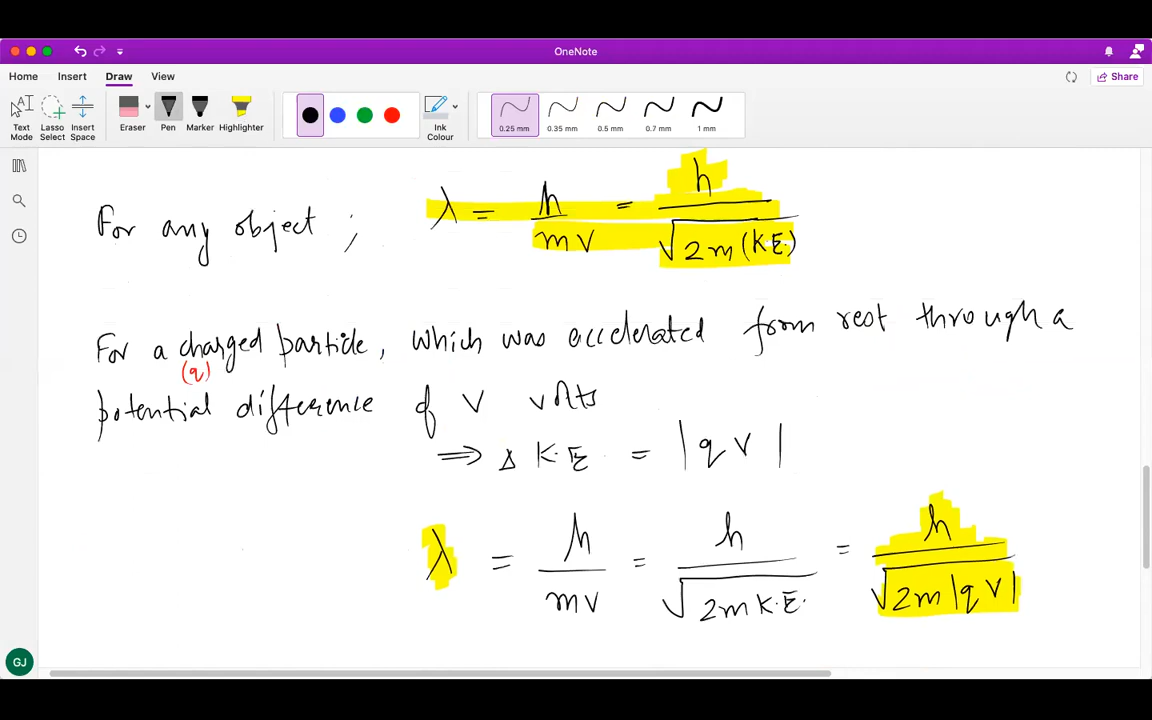 OneNote
Home Insert Draw View
Share
Text Mode
Lasso Select
Insert Space
Eraser
Pen
Marker
Highlighter
Ink Colour
0.25 mm
0.35 mm
0.5 mm
0.7 mm
1 mm
For any object ; λ = h/mv = h/√2m(KE)
For a charged particle, which was accelerated from rest through a
(q)
potential difference of V volts
⇒ Δ K.E = |qV|
λ = h/mv = h/√2mK.E. = h/√2m|qV|
GJ